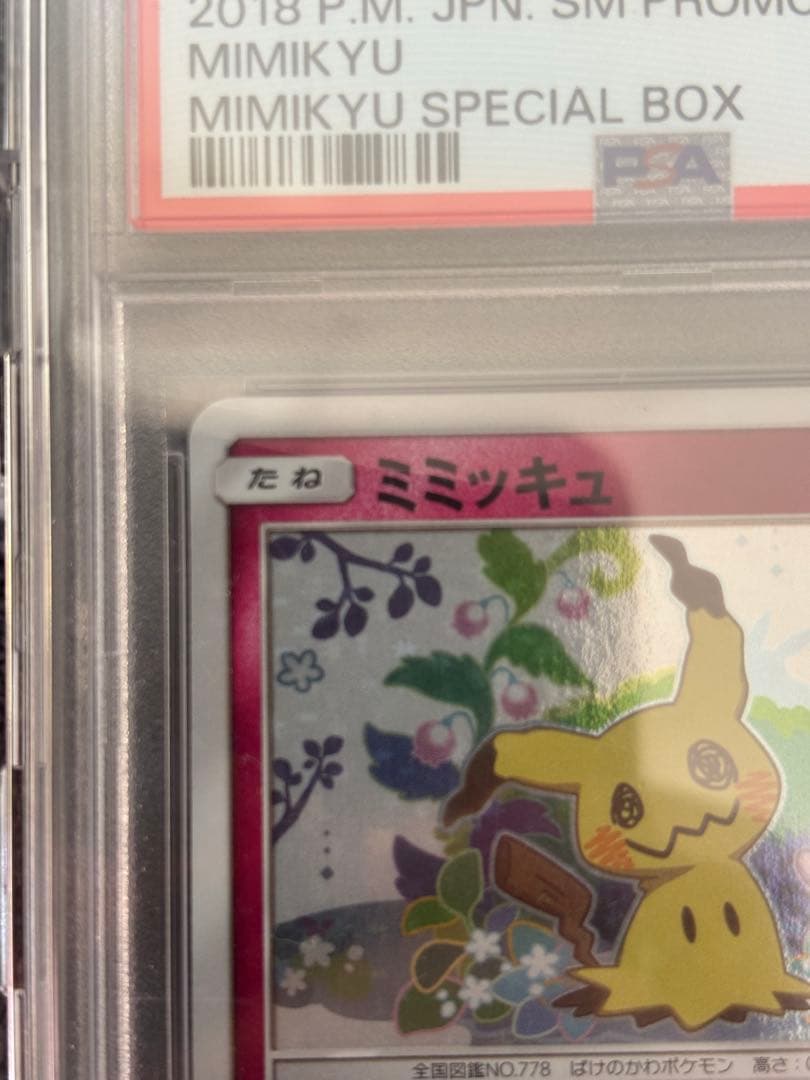 2018 P.M. JPN. SM PROMO
MIMIKYU
MIMIKYU SPECIAL BOX
PSA
たね ミミッキュ
全国図鑑NO.778 ばけのかわポケモン 高さ: